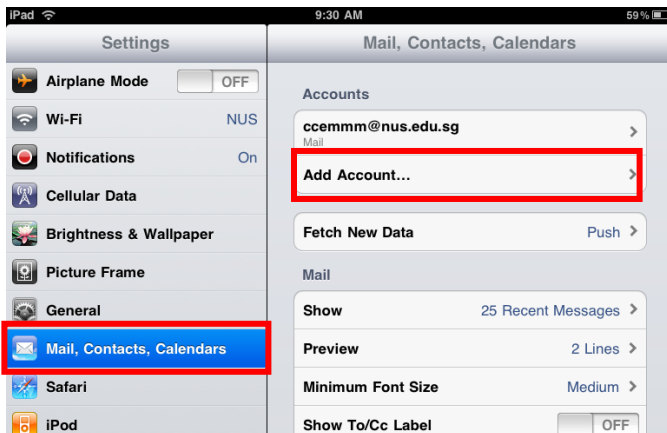 iPad 9:30 AM 59%
Settings
Airplane Mode OFF
Wi-Fi NUS
Notifications On
Cellular Data
Brightness & Wallpaper
Picture Frame
General
Mail, Contacts, Calendars
Safari
iPod
Mail, Contacts, Calendars
Accounts
ccemmm@nus.edu.sg
Mail
Add Account...
Fetch New Data Push
Mail
Show 25 Recent Messages
Preview 2 Lines
Minimum Font Size Medium
Show To/Cc Label OFF